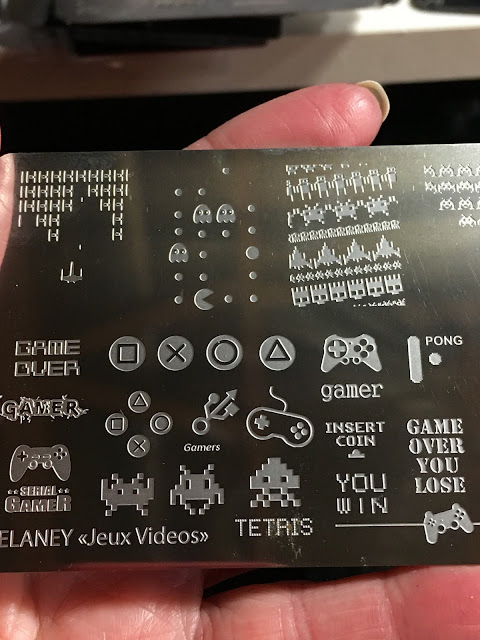 GAME
OVER
PONG
gamer
GAMER
Gamers
INSERT
COIN
GAME
OVER
YOU
LOSE
SERIAL
GAMER
YOU
WIN
TETRIS
ELANEY «Jeux Videos»